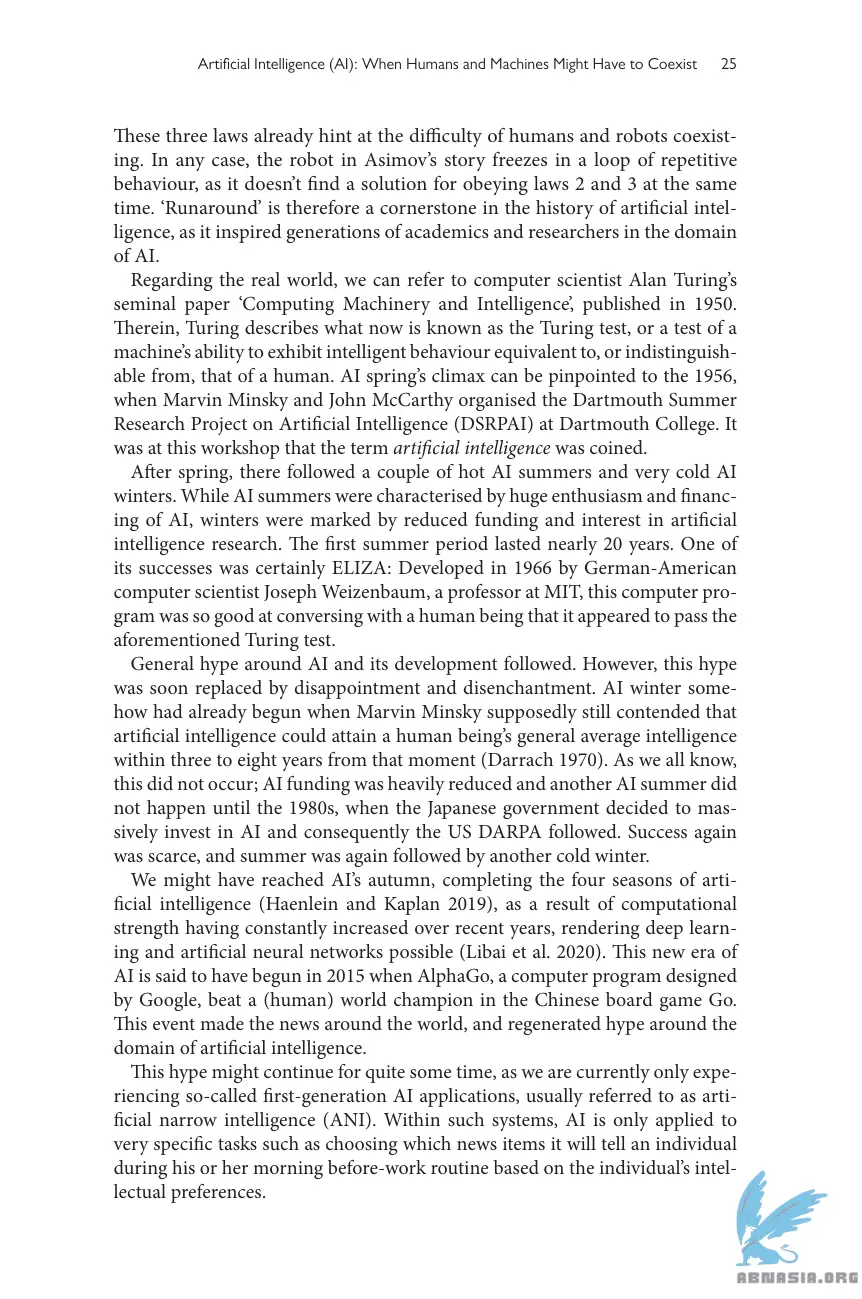 Artificial Intelligence (AI): When Humans and Machines Might Have to Coexist 25
These three laws already hint at the difficulty of humans and robots coexist-
ing. In any case, the robot in Asimov’s story freezes in a loop of repetitive
behaviour, as it doesn’t find a solution for obeying laws 2 and 3 at the same
time. ‘Runaround’ is therefore a cornerstone in the history of artificial intel-
ligence, as it inspired generations of academics and researchers in the domain
of AI.
Regarding the real world, we can refer to computer scientist Alan Turing’s
seminal paper ‘Computing Machinery and Intelligence’, published in 1950.
Therein, Turing describes what now is known as the Turing test, or a test of a
machine’s ability to exhibit intelligent behaviour equivalent to, or indistinguish-
able from, that of a human. AI spring’s climax can be pinpointed to the 1956,
when Marvin Minsky and John McCarthy organised the Dartmouth Summer
Research Project on Artificial Intelligence (DSRPAI) at Dartmouth College. It
was at this workshop that the term artificial intelligence was coined.
After spring, there followed a couple of hot AI summers and very cold AI
winters. While AI summers were characterised by huge enthusiasm and financ-
ing of AI, winters were marked by reduced funding and interest in artificial
intelligence research. The first summer period lasted nearly 20 years. One of
its successes was certainly ELIZA: Developed in 1966 by German-American
computer scientist Joseph Weizenbaum, a professor at MIT, this computer pro-
gram was so good at conversing with a human being that it appeared to pass the
aforementioned Turing test.
General hype around AI and its development followed. However, this hype
was soon replaced by disappointment and disenchantment. AI winter some-
how had already begun when Marvin Minsky supposedly still contended that
artificial intelligence could attain a human being’s general average intelligence
within three to eight years from that moment (Darrach 1970). As we all know,
this did not occur; AI funding was heavily reduced and another AI summer did
not happen until the 1980s, when the Japanese government decided to mas-
sively invest in AI and consequently the US DARPA followed. Success again
was scarce, and summer was again followed by another cold winter.
We might have reached AI’s autumn, completing the four seasons of arti-
ficial intelligence (Haenlein and Kaplan 2019), as a result of computational
strength having constantly increased over recent years, rendering deep learn-
ing and artificial neural networks possible (Libai et al. 2020). This new era of
AI is said to have begun in 2015 when AlphaGo, a computer program designed
by Google, beat a (human) world champion in the Chinese board game Go.
This event made the news around the world, and regenerated hype around the
domain of artificial intelligence.
This hype might continue for quite some time, as we are currently only expe-
riencing so-called first-generation AI applications, usually referred to as arti-
ficial narrow intelligence (ANI). Within such systems, AI is only applied to
very specific tasks such as choosing which news items it will tell an individual
during his or her morning before-work routine based on the individual’s intel-
lectual preferences.
ABNASIA.ORG